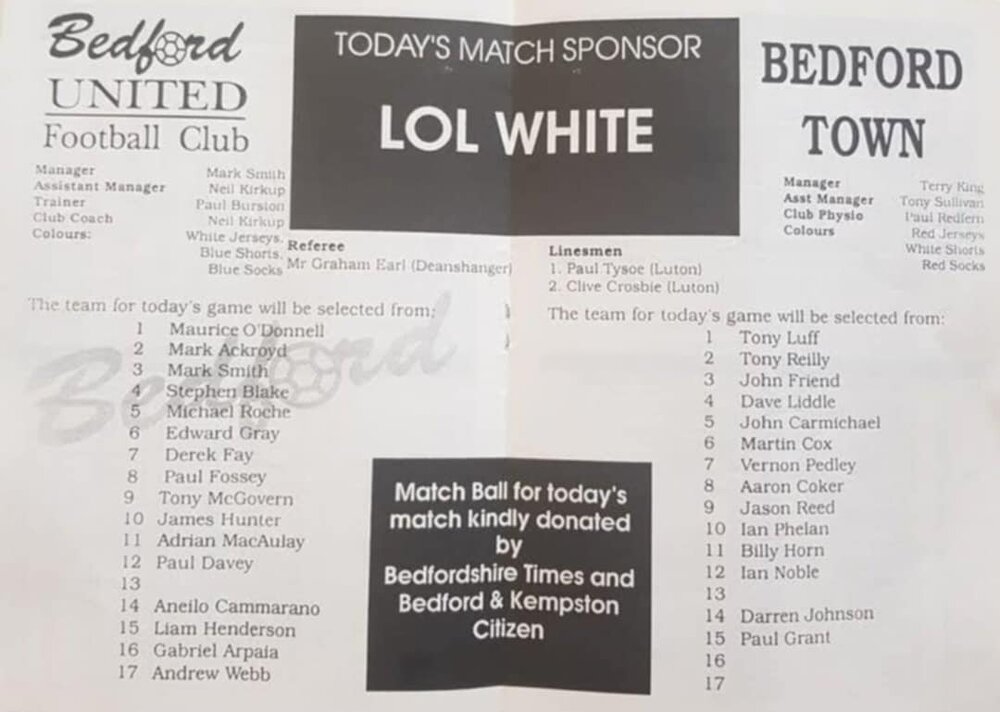 Bedford
UNITED
Football Club
Manager Mark Smith
Assistant Manager Neil Kirkup
Trainer Paul Burston
Club Coach Neil Kirkup
Colours: White Jerseys,
Blue Shorts,
Blue Socks
TODAY'S MATCH SPONSOR
LOL WHITE
BEDFORD
TOWN
Manager Terry King
Asst Manager Tony Sullivan
Club Physio Paul Redfern
Colours Red Jerseys
White Shorts
Red Socks
Referee
Mr Graham Earl (Deanshanger)
Linesmen
1. Paul Tysoe (Luton)
2. Clive Crosbie (Luton)
The team for today's game will be selected from:
1 Maurice O'Donnell
2 Mark Ackroyd
3 Mark Smith
4 Stephen Blake
5 Michael Roche
6 Edward Gray
7 Derek Fay
8 Paul Fossey
9 Tony McGovern
10 James Hunter
11 Adrian MacAulay
12 Paul Davey
13
14 Aneilo Cammarano
15 Liam Henderson
16 Gabriel Arpaia
17 Andrew Webb
Bedford
Match Ball for today's
match kindly donated
by
Bedfordshire Times and
Bedford & Kempston
Citizen
The team for today's game will be selected from:
1 Tony Luff
2 Tony Reilly
3 John Friend
4 Dave Liddle
5 John Carmichael
6 Martin Cox
7 Vernon Pedley
8 Aaron Coker
9 Jason Reed
10 Ian Phelan
11 Billy Horn
12 Ian Noble
13
14 Darren Johnson
15 Paul Grant
16
17